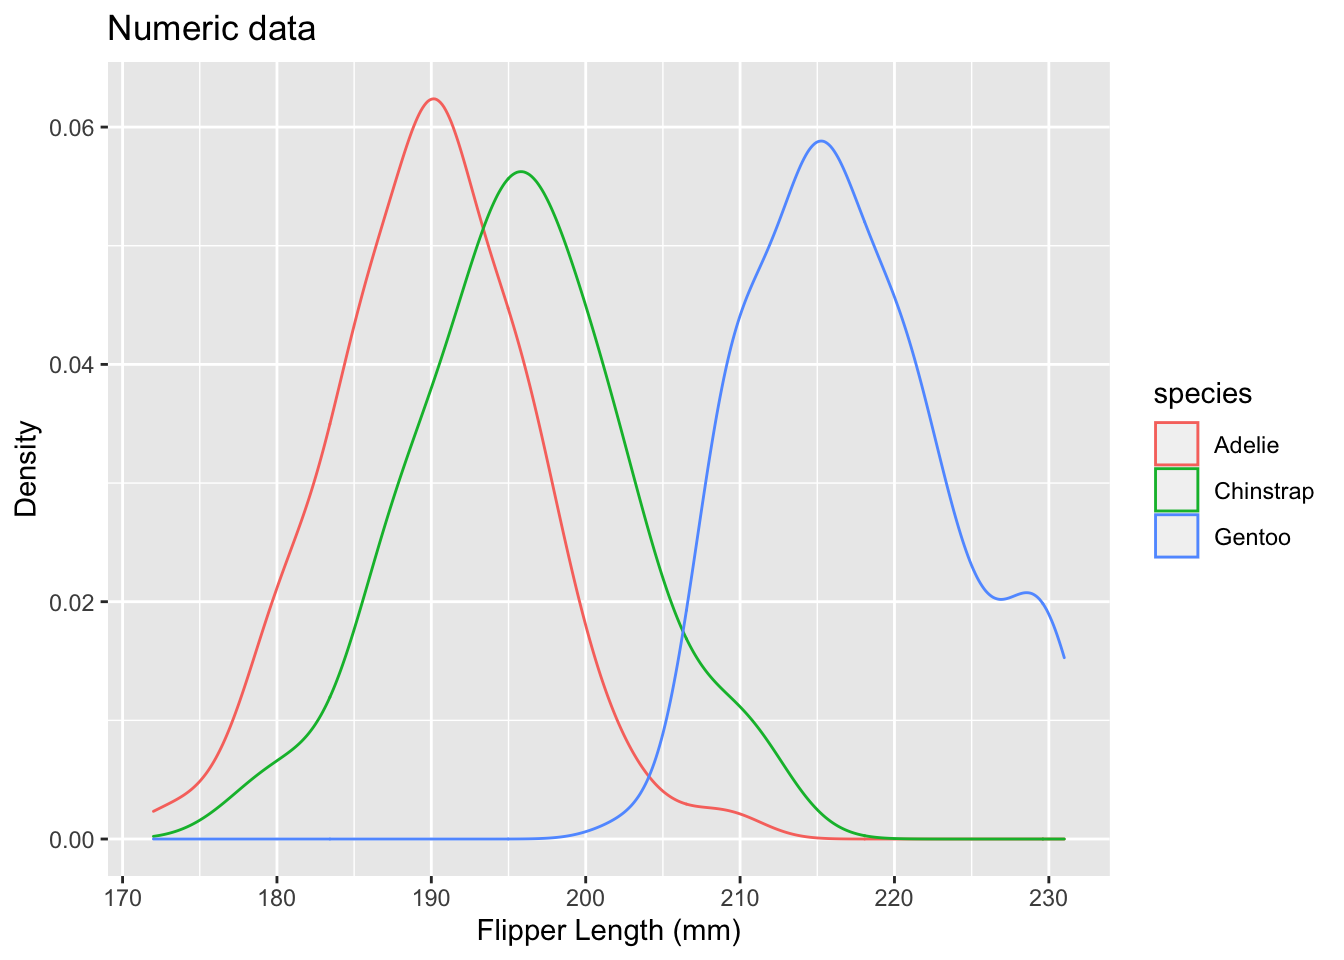 Numeric data
0.06
0.04
0.02
0.00
Density
170 180 190 200 210 220 230
Flipper Length (mm)
species
Adelie
Chinstrap
Gentoo